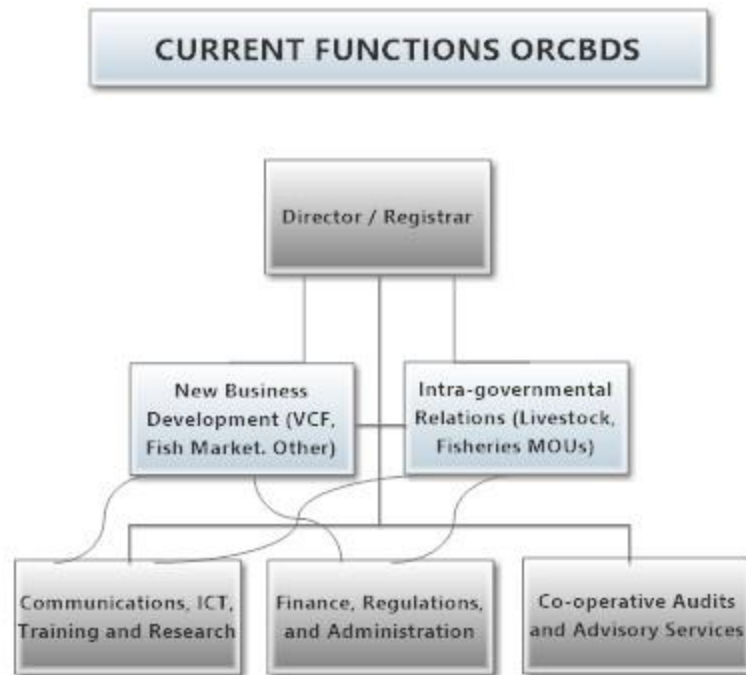 CURRENT FUNCTIONS ORCBDS
Director / Registrar
New Business
Development (VCF,
Fish Market. Other)
Intra-governmental
Relations (Livestock,
Fisheries MOUs)
Communications, ICT,
Training and Research
Finance, Regulations,
and Administration
Co-operative Audits
and Advisory Services